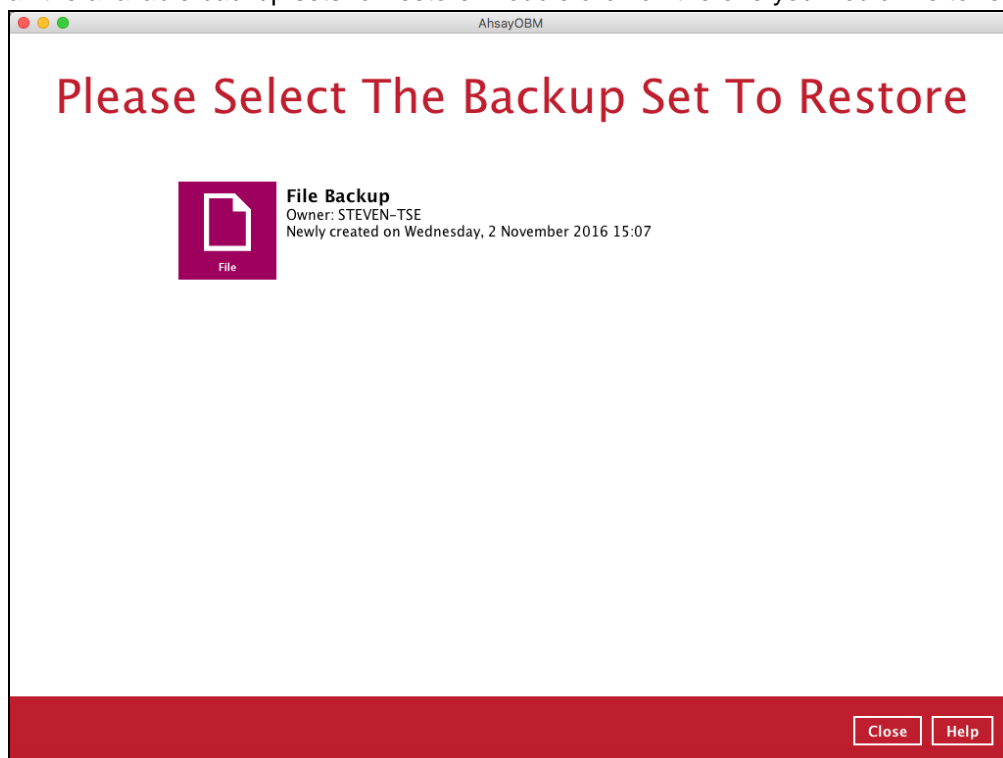 AhsayOBM
Please Select The Backup Set To Restore
File Backup
Owner: STEVEN-TSE
Newly created on Wednesday, 2 November 2016 15:07
File
Close
Help